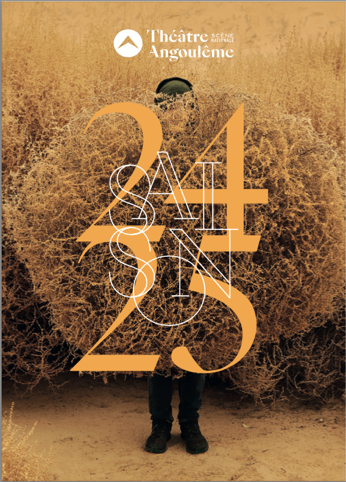 Théâtre SCÈNE NATIONALE
Angoulême
24
SAI
SON
25